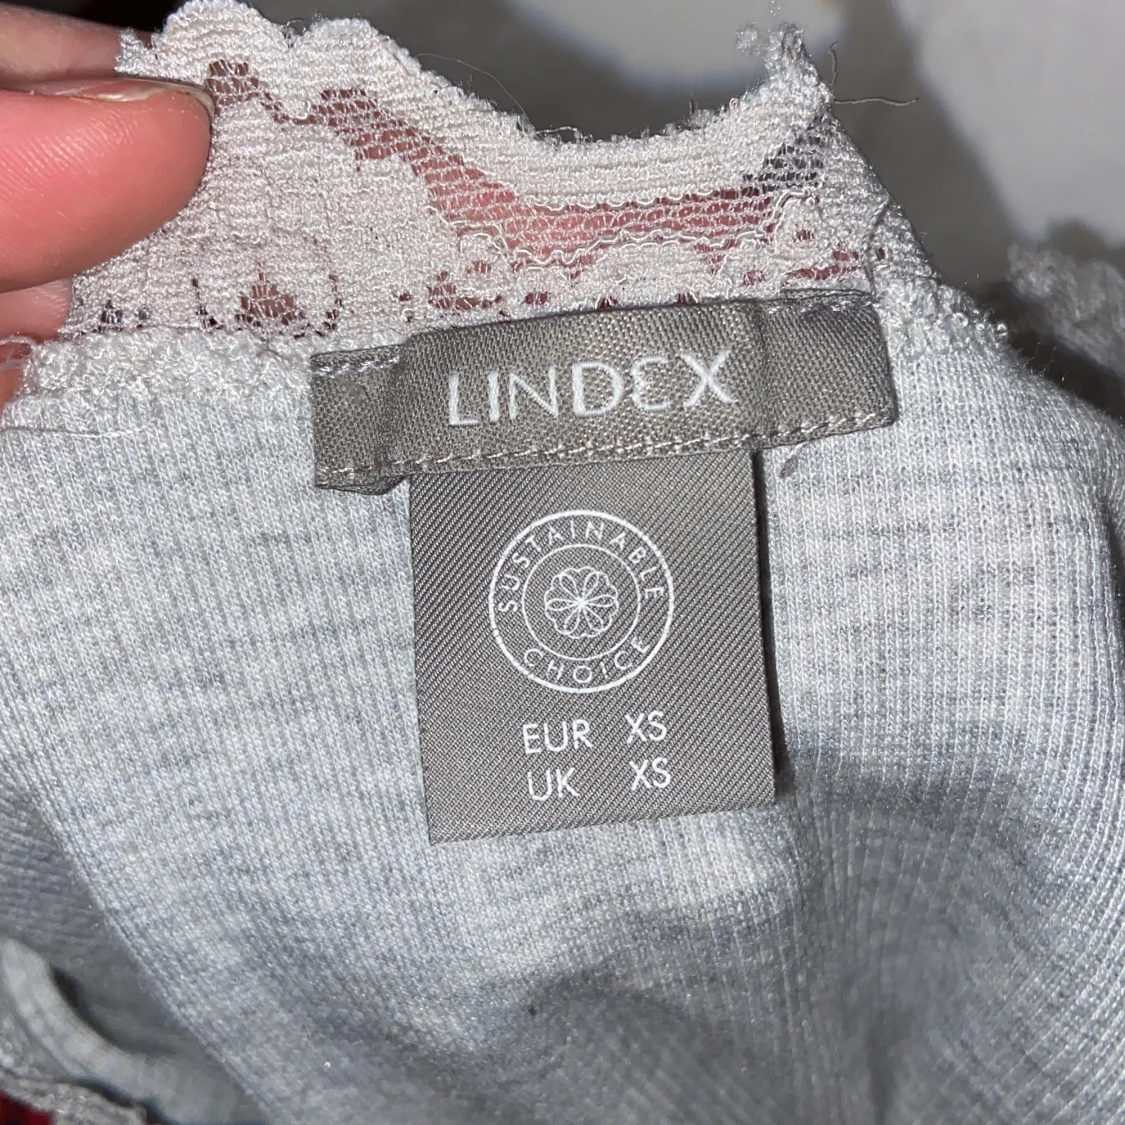 LINDEX
SUSTAINABLE
CHOICE
EUR XS
UK XS